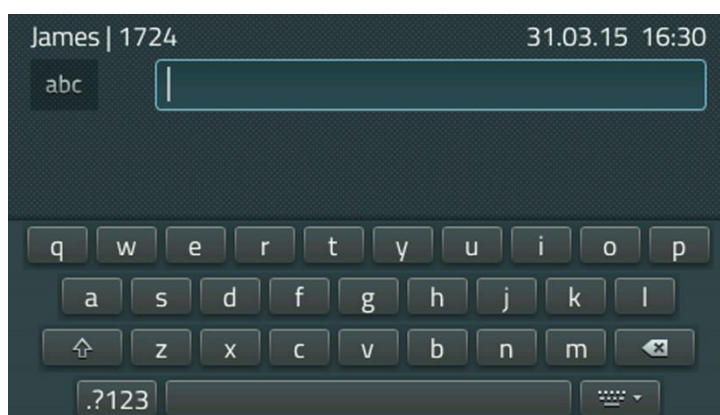 James | 1724 31.03.15 16:30
abc
q w e r t y u i o p
a s d f g h j k l
z x c v b n m
.?123